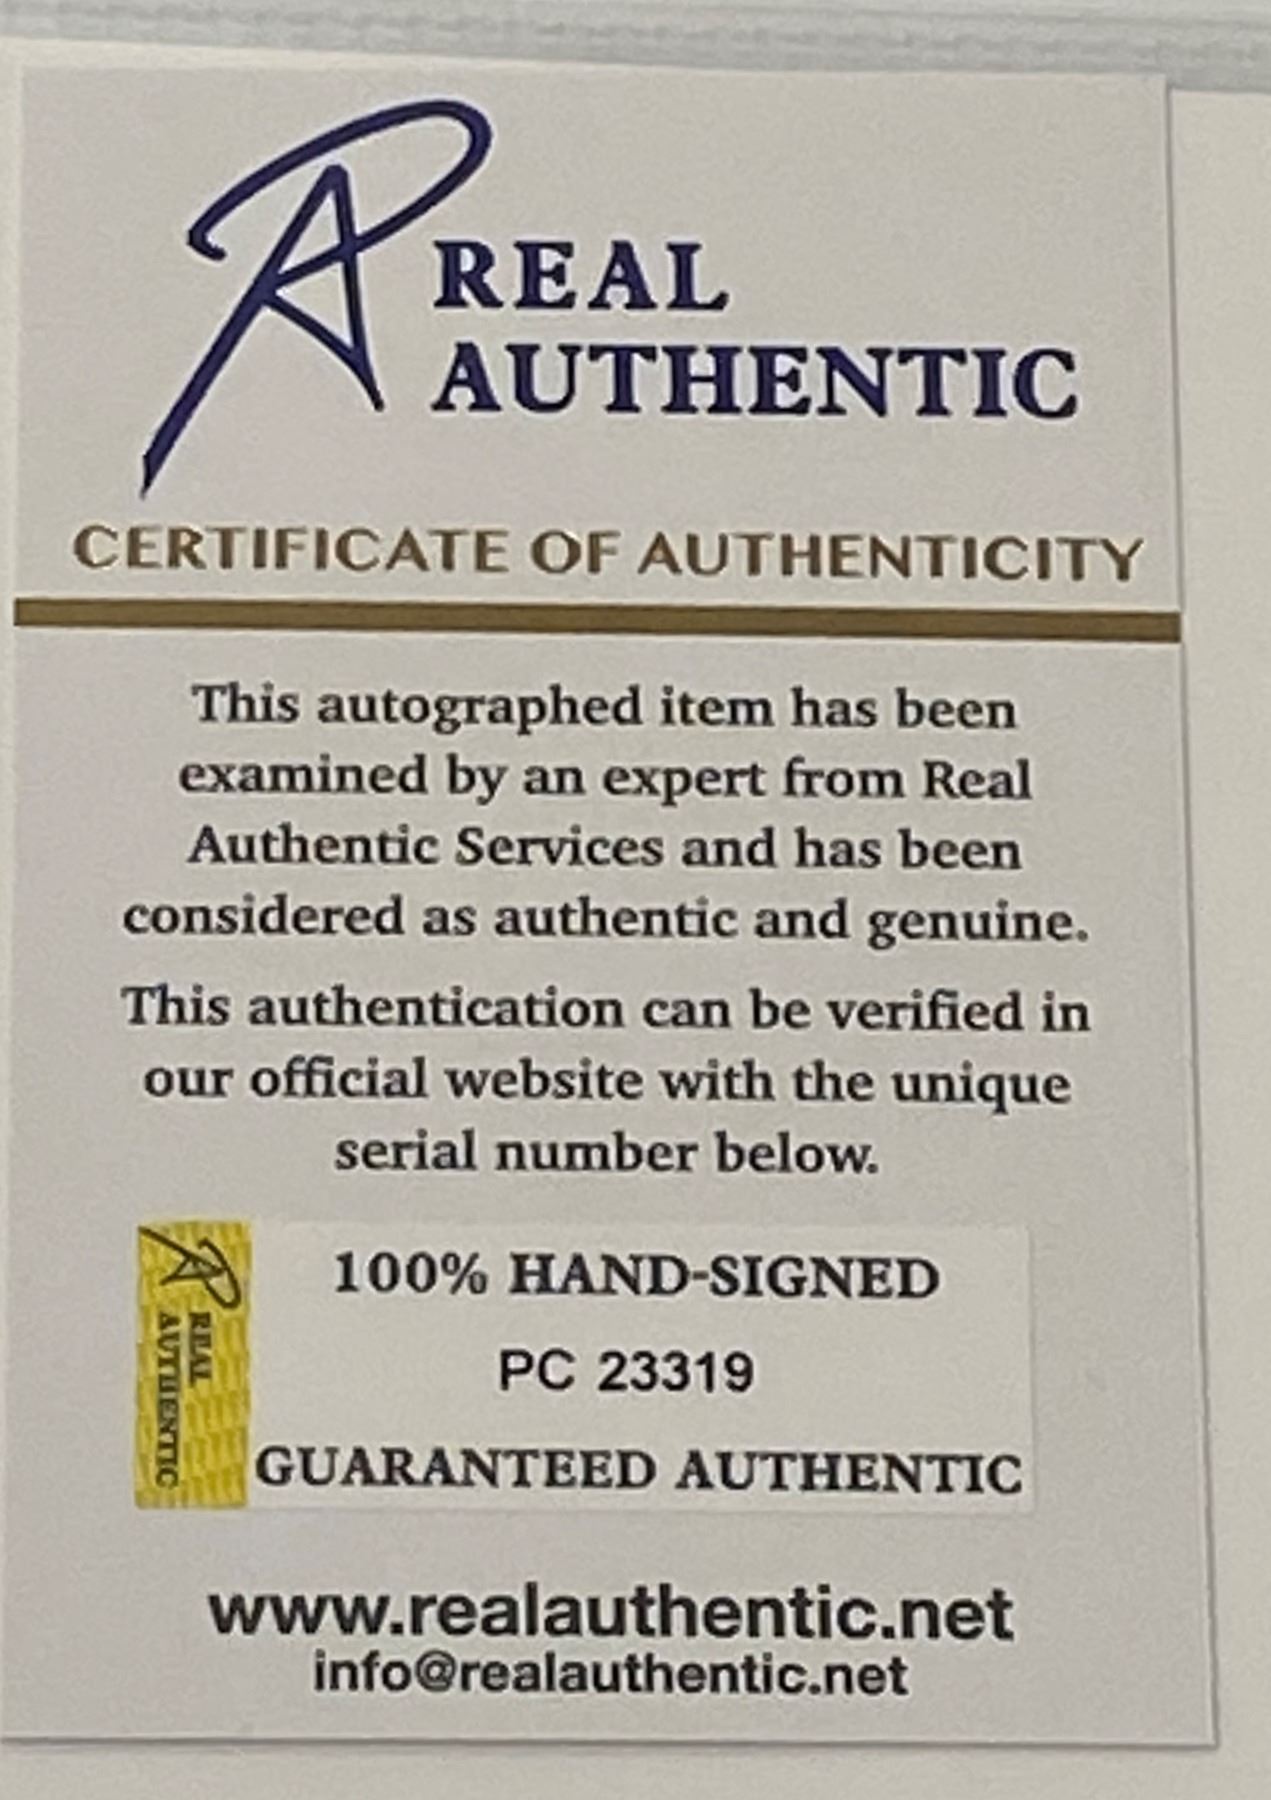 REAL
AUTHENTIC
CERTIFICATE OF AUTHENTICITY
This autographed item has been
examined by an expert from Real
Authentic Services and has been
considered as authentic and genuine.
This authentication can be verified in
our official website with the unique
serial number below.
REAL
AUTHENTIC
100% HAND-SIGNED
PC 23319
GUARANTEED AUTHENTIC
www.realauthentic.net
info@realauthentic.net